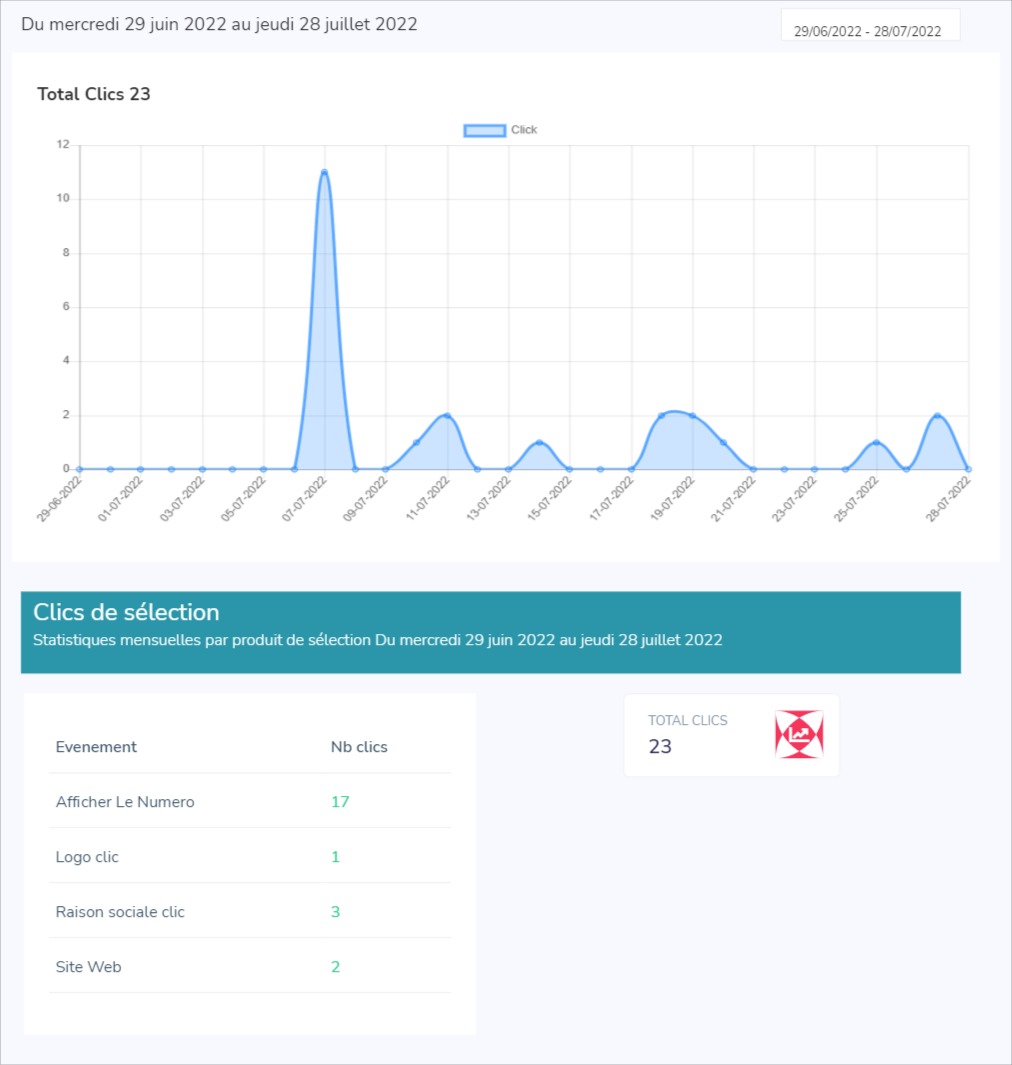 Du mercredi 29 juin 2022 au jeudi 28 juillet 2022
29/06/2022 - 28/07/2022
Total Clics 23
Click
12
10
8
6
4
2
0
29-06-2022 01-07-2022 03-07-2022 05-07-2022 07-07-2022 09-07-2022 11-07-2022 13-07-2022 15-07-2022 17-07-2022 19-07-2022 21-07-2022 23-07-2022 25-07-2022 28-07-2022
Clics de sélection
Statistiques mensuelles par produit de sélection Du mercredi 29 juin 2022 au jeudi 28 juillet 2022
TOTAL CLICS
23
Evenement Nb clics
Afficher Le Numero 17
Logo clic 1
Raison sociale clic 3
Site Web 2